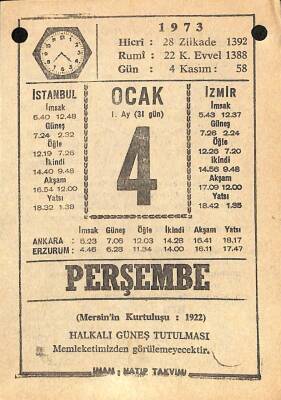 1973
Hicrî : 28 Zilkade 1392
Rumî : 22 K. Evvel 1388
Gün : 4 Kasım : 58
İSTANBUL
İmsak
5.40 12.48
Güneş
7.24 2.32
Öğle
12.19 7.26
İkindi
14.40 9.48
Akşam
16.54 12.00
Yatsı
18.32 1.38
OCAK
1. Ay (31 gün)
4
İZMİR
İmsak
5.43 12.37
Güneş
7.28 2.24
Öğle
12.26 7.20
İkindi
14.56 9.48
Akşam
17.09 12.00
Yatsı
18.42 1.35
İmsak Güneş Öğle İkindi Akşam Yatsı
ANKARA : 5.23 7.06 12.03 14.28 16.41 18.17
ERZURUM : 4.46 6.28 11.34 14.00 16.11 17.47
PERŞEMBE
(Mersin'in Kurtuluşu : 1922)
HALKALI GÜNEŞ TUTULMASI
Memleketimizden görülemeyecektir.
İMAM - HATİP TAKVİMİ